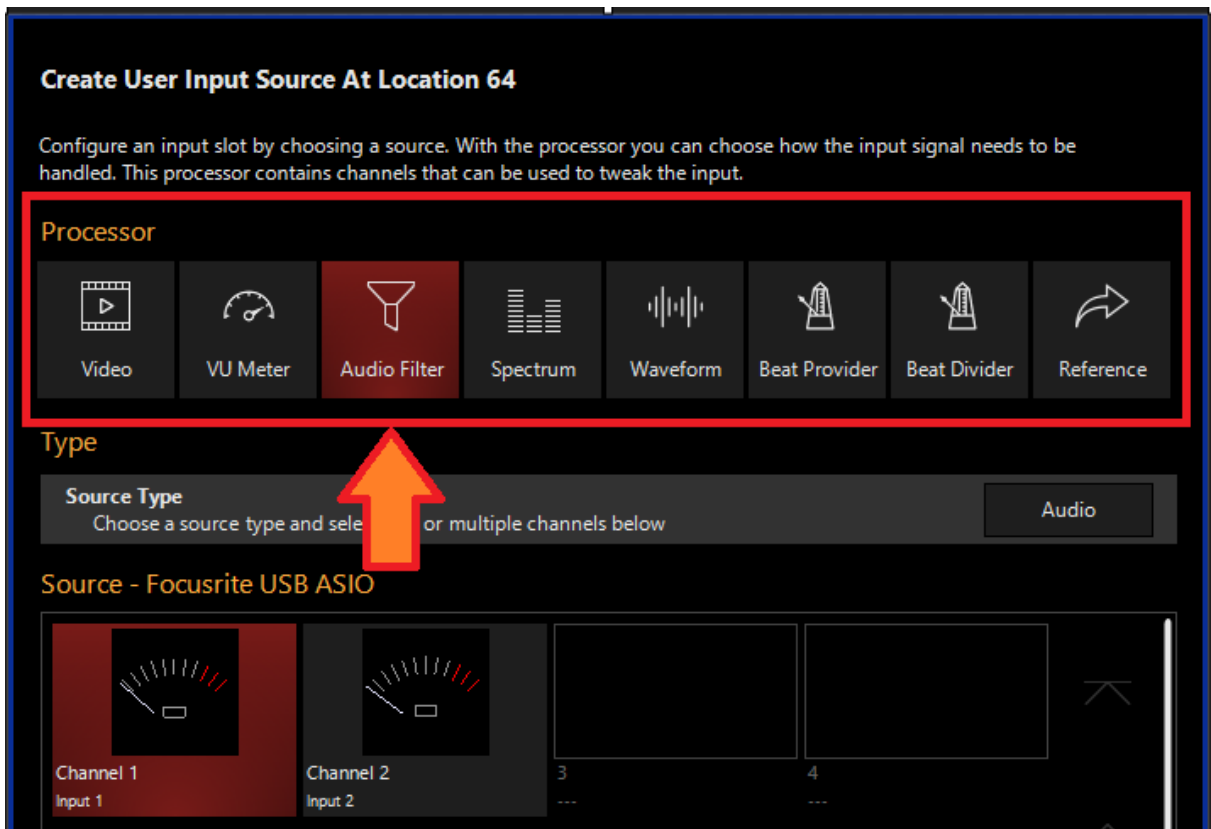 Create User Input Source At Location 64
Configure an input slot by choosing a source. With the processor you can choose how the input signal needs to be
handled. This processor contains channels that can be used to tweak the input.
Processor
Video
VU Meter
Audio Filter
Spectrum
Waveform
Beat Provider
Beat Divider
Reference
Type
Source Type
Choose a source type and sele or multiple channels below
Audio
Source - Focusrite USB ASIO
Channel 1
Input 1
Channel 2
Input 2
3
---
4
---